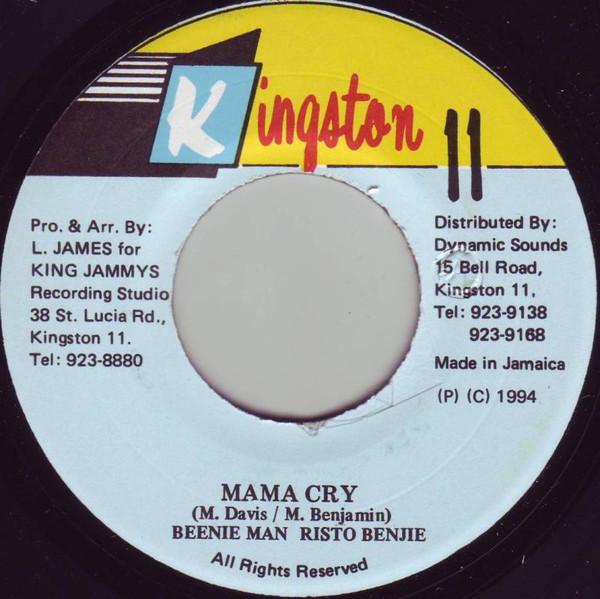 Kingston 11
Pro. & Arr. By:
L. JAMES for
KING JAMMYS
Recording Studio
38 St. Lucia Rd.,
Kingston 11.
Tel: 923-8880
Distributed By:
Dynamic Sounds
15 Bell Road,
Kingston 11,
Tel: 923-9138
923-9168
Made in Jamaica
(P) (C) 1994
MAMA CRY
(M. Davis / M. Benjamin)
BEENIE MAN RISTO BENJIE
All Rights Reserved